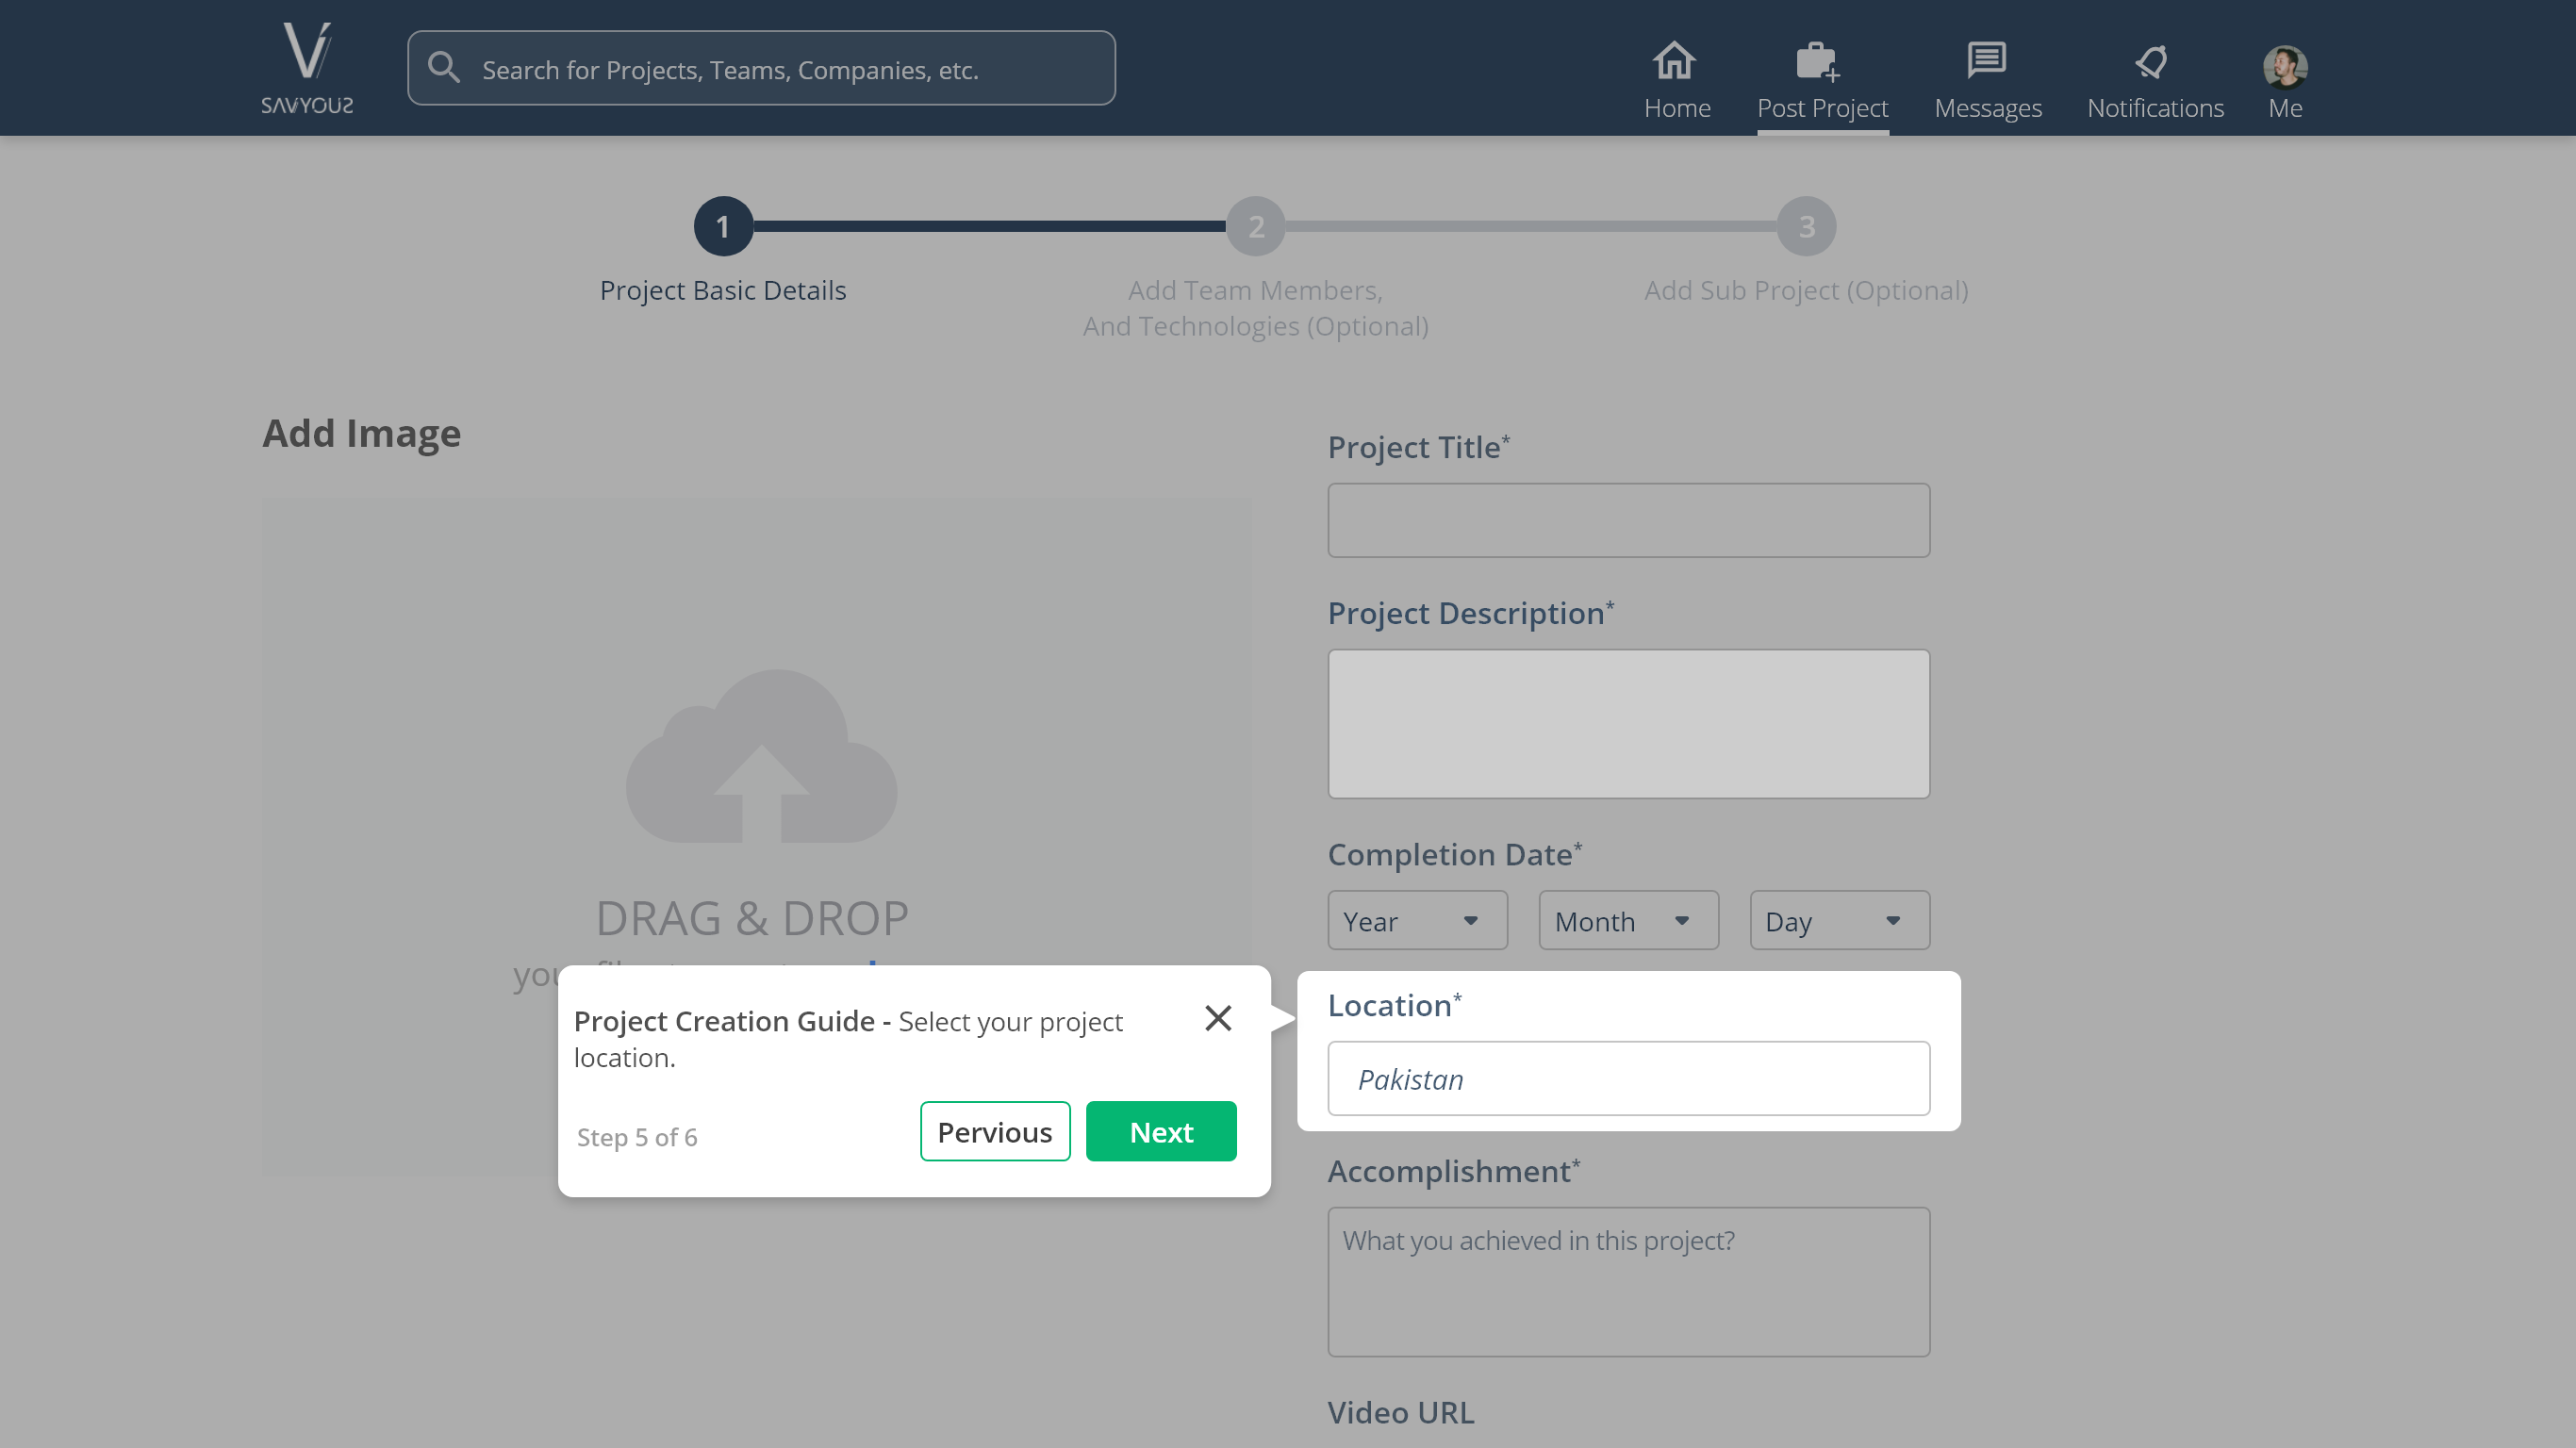 SAVYOUS
Search for Projects, Teams, Companies, etc.
Home
Post Project
Messages
Notifications
Me
1
2
3
Project Basic Details
Add Team Members,
And Technologies (Optional)
Add Sub Project (Optional)
Add Image
DRAG & DROP
Project Title*
Project Description*
Completion Date*
Year
Month
Day
Project Creation Guide - Select your project
location.
Step 5 of 6
Pervious
Next
Location*
Pakistan
Accomplishment*
What you achieved in this project?
Video URL